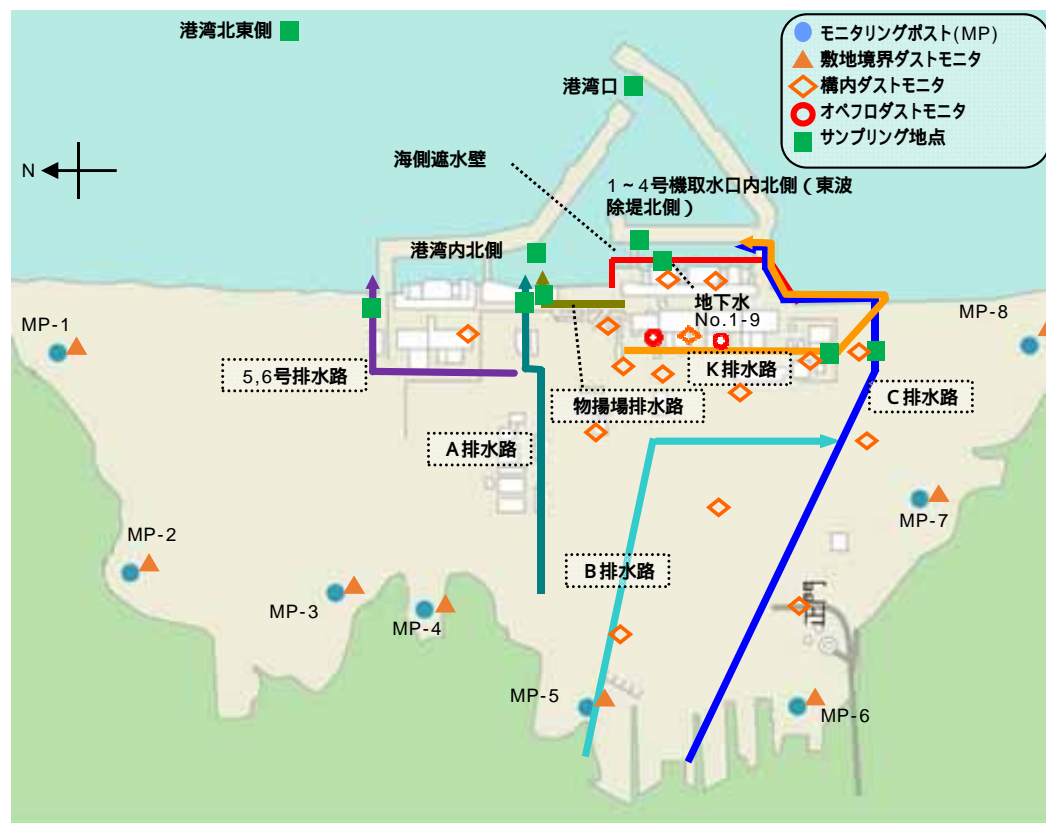 港湾北東側
港湾口
モニタリングポスト(MP)
敷地境界ダストモニタ
構内ダストモニタ
オペフロダストモニタ
サンプリング地点
N
海側遮水壁
1~4号機取水口内北側(東波
除堤北側)
港湾内北側
地下水
No.1-9
MP-8
MP-1
5,6号排水路
K排水路
物揚場排水路
C排水路
A排水路
MP-7
MP-2
B排水路
MP-3
MP-4
正門
MP-5
MP-6